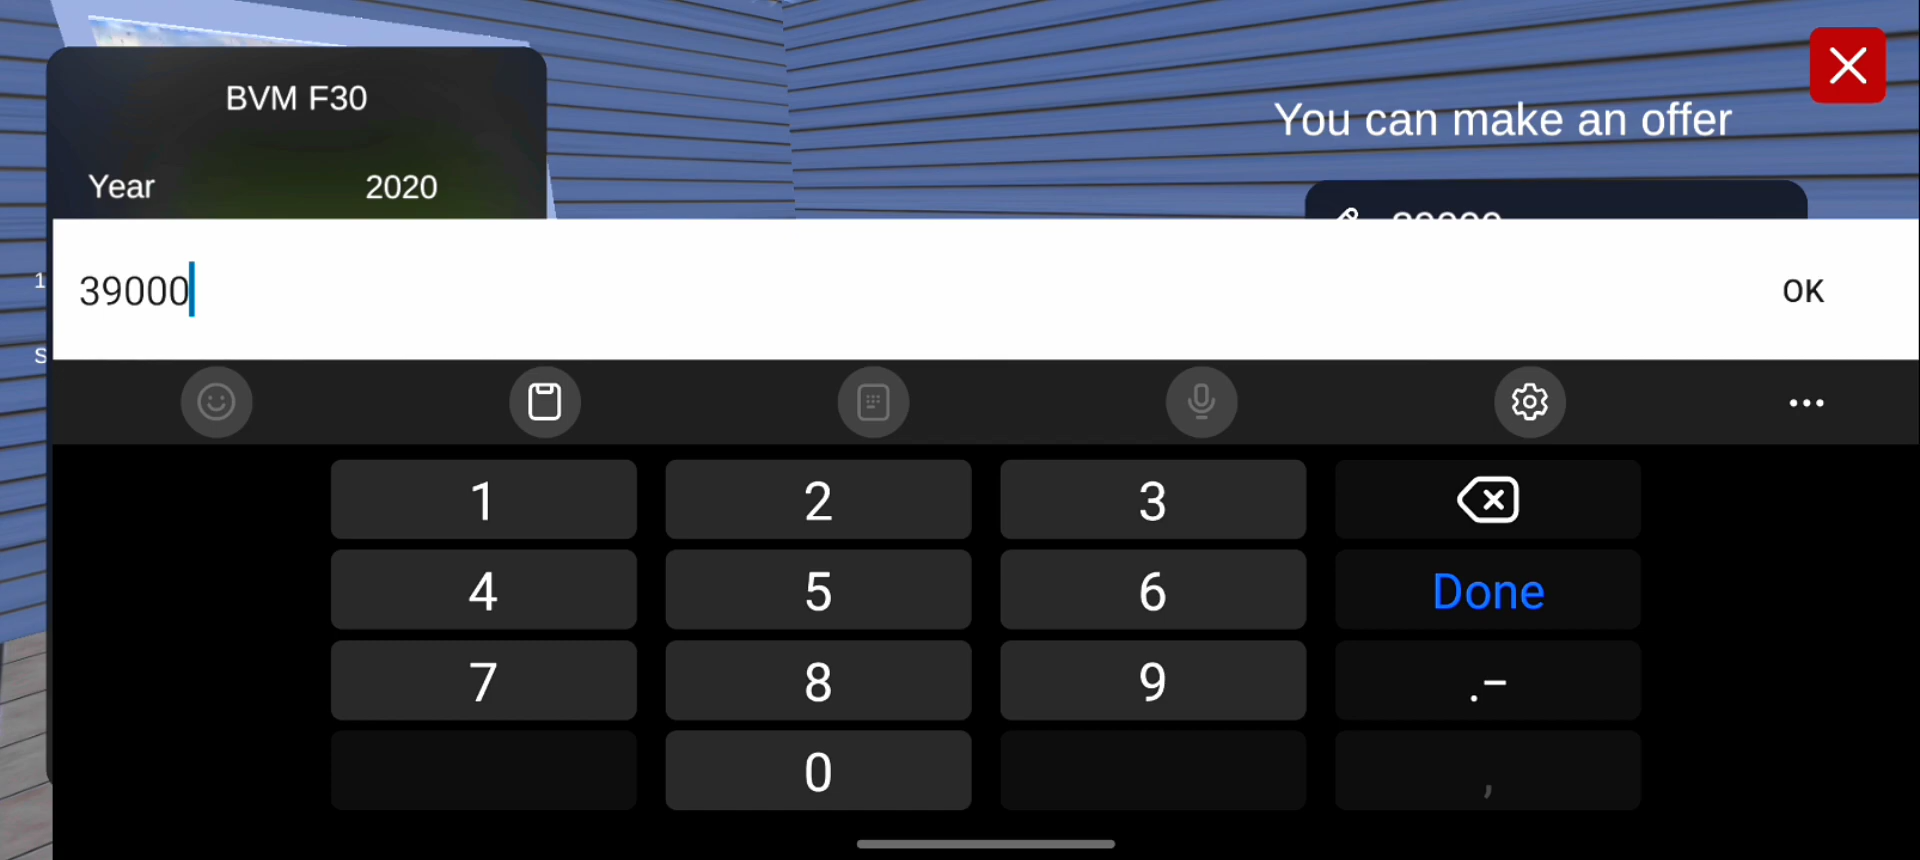 BVM F30
You can make an offer
Year 2020
39000
OK
1 2 3
4 5 6 Done
7 8 9 .-
0 ,